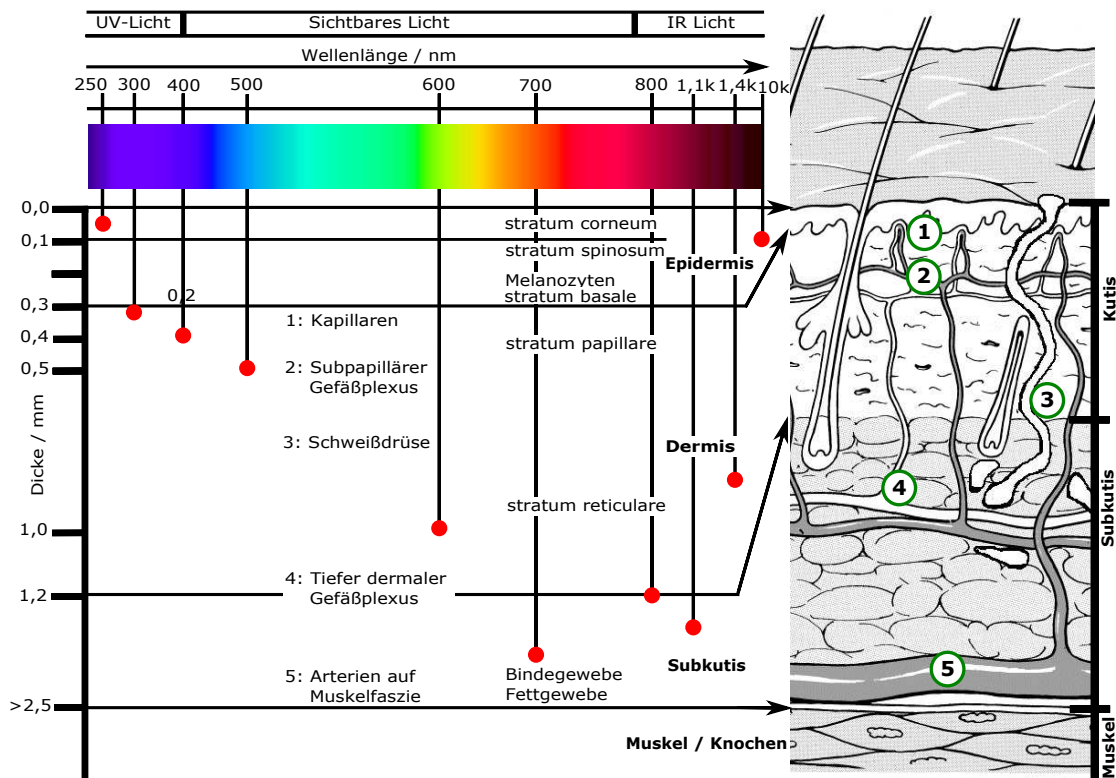 UV-Licht Sichtbares Licht IR Licht
Wellenlänge / nm
250 300 400 500 600 700 800 1,1k 1,4k 10k
0,0
0,1
0,2
0,3
0,4
0,5
1,0
1,2
>2,5
Dicke / mm
stratum corneum
stratum spinosum
Epidermis
Melanozyten
stratum basale
stratum papillare
Dermis
stratum reticulare
Subkutis
Bindegewebe
Fettgewebe
Muskel / Knochen
1: Kapillaren
2: Subpapillärer
Gefäßplexus
3: Schweißdrüse
4: Tiefer dermaler
Gefäßplexus
5: Arterien auf
Muskelfaszie
1
2
3
4
5
Kutis
Subkutis
Muskel